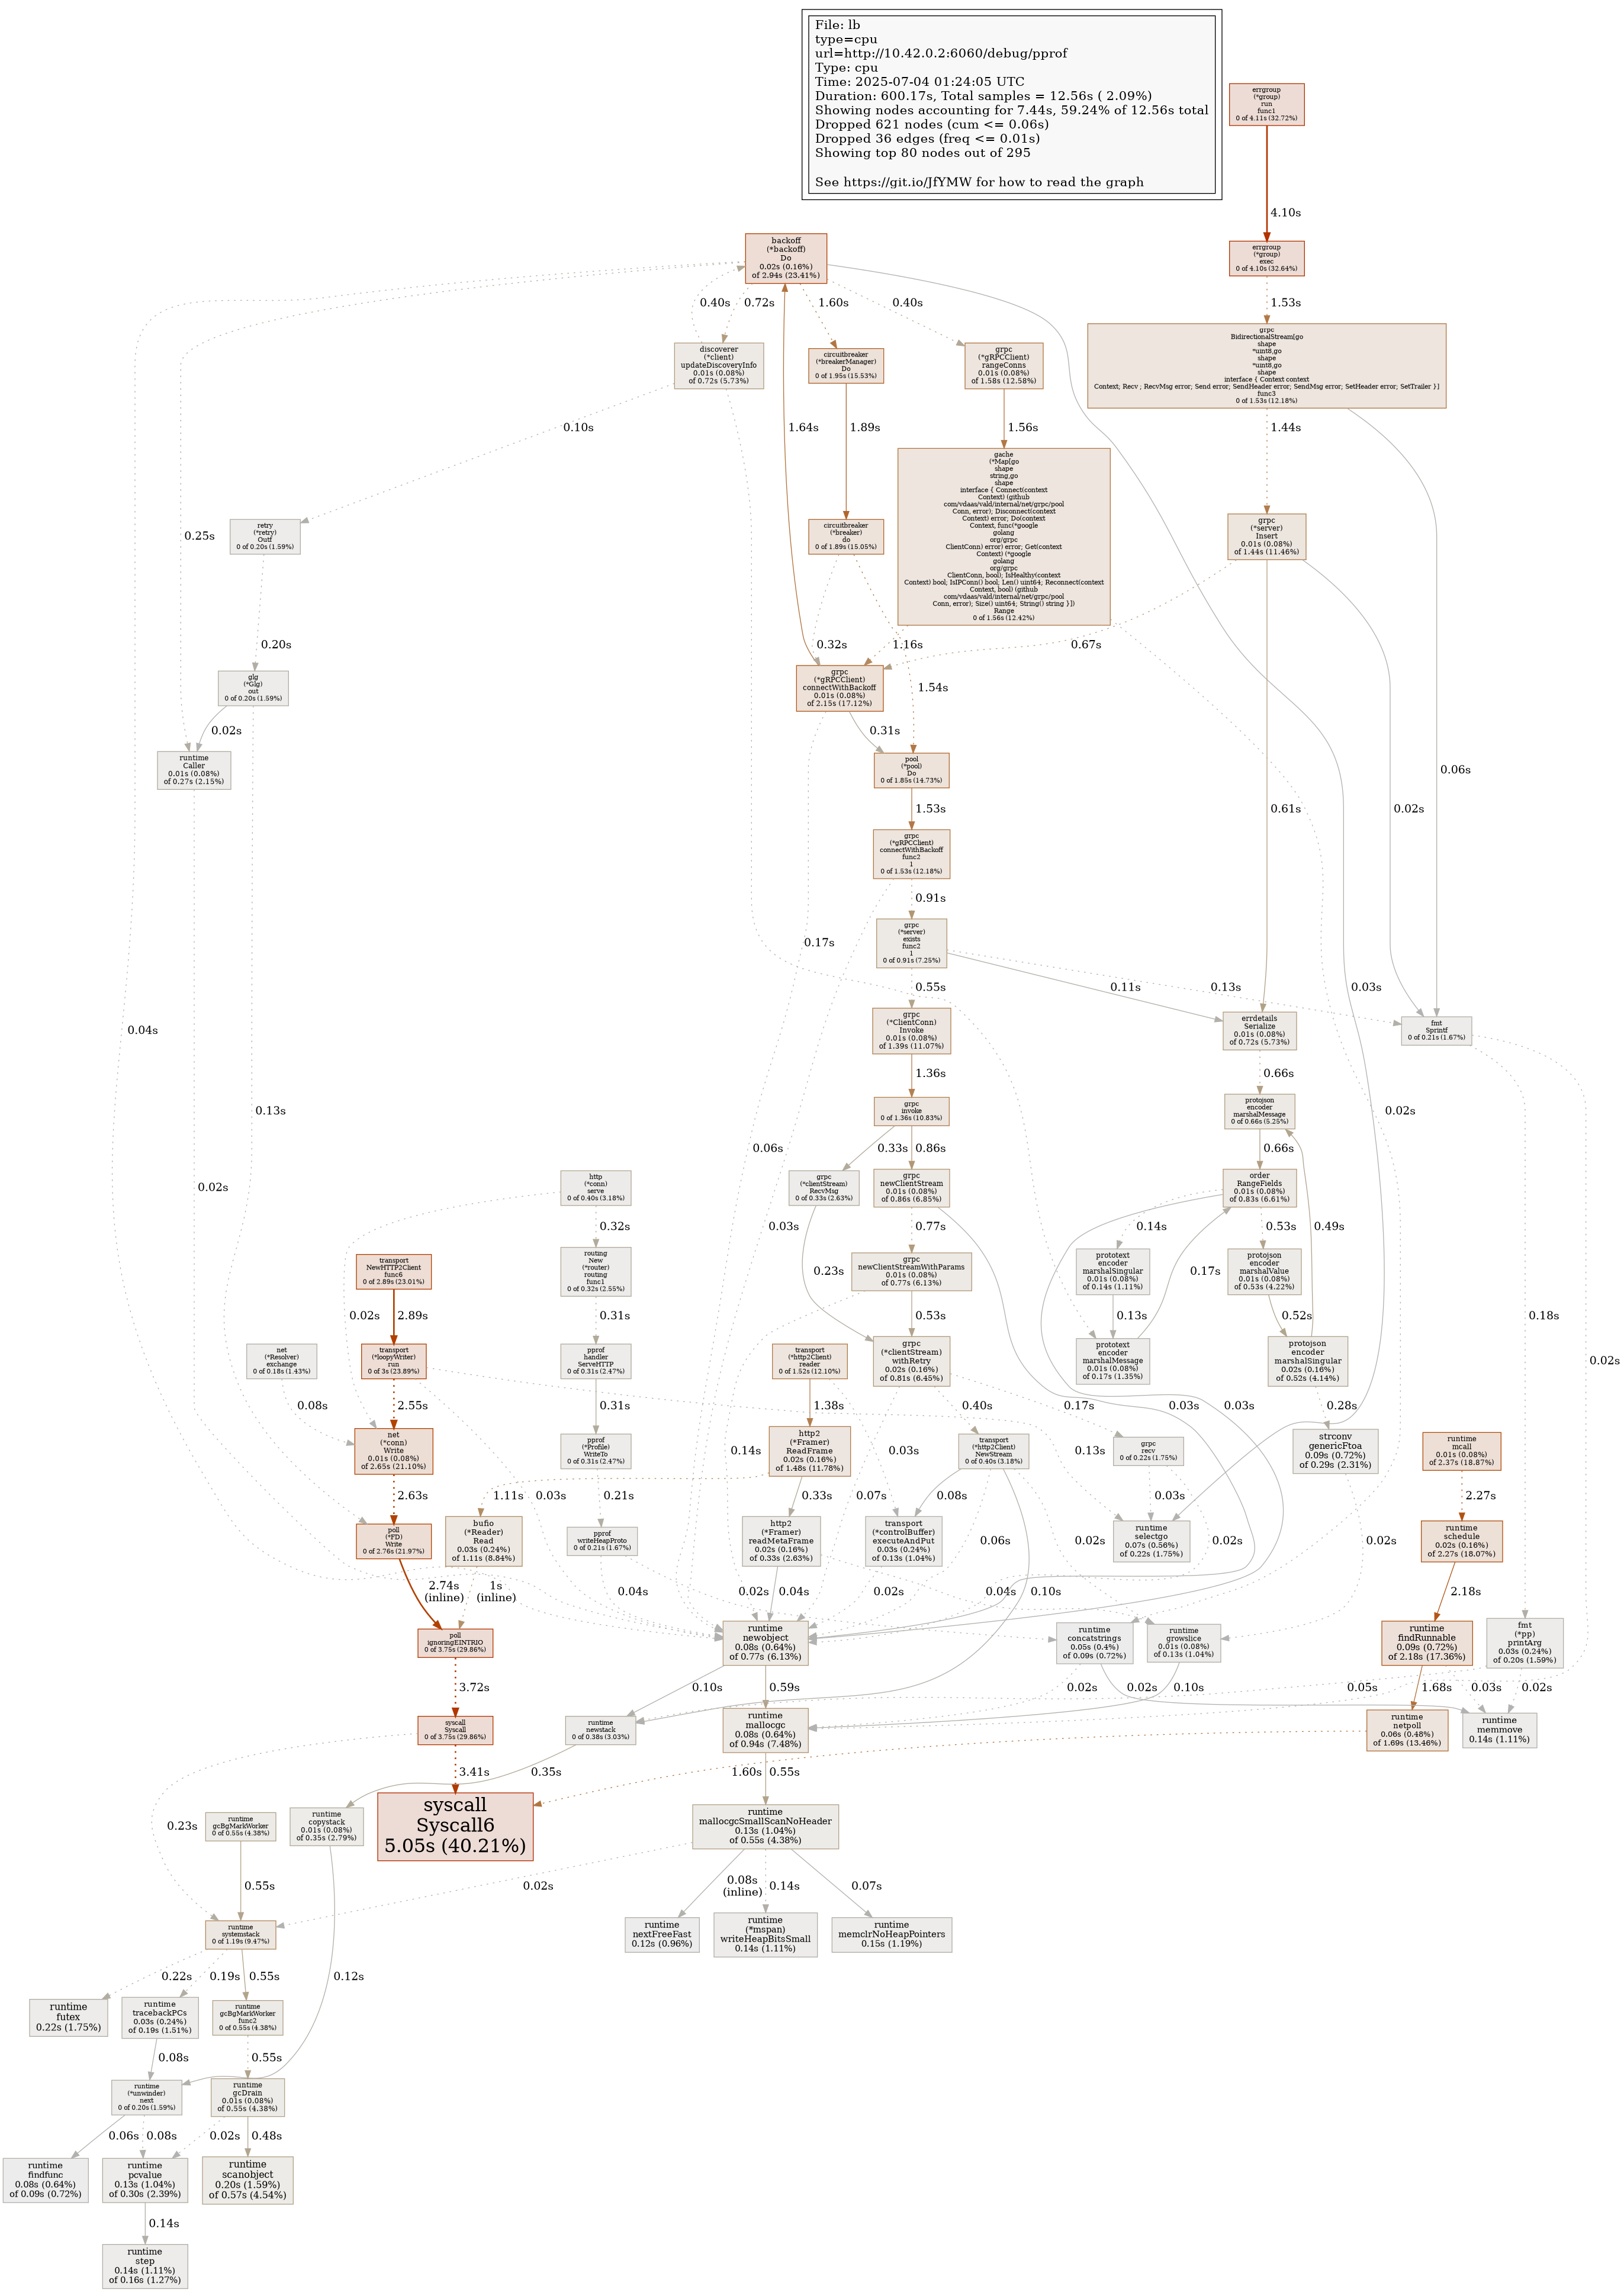 File: lb
type=cpu
url=http://10.42.0.2:6060/debug/pprof
Type: cpu
Time: 2025-07-04 01:24:05 UTC
Duration: 600.17s, Total samples = 12.56s ( 2.09%)
Showing nodes accounting for 7.44s, 59.24% of 12.56s total
Dropped 621 nodes (cum <= 0.06s)
Dropped 36 edges (freq <= 0.01s)
Showing top 80 nodes out of 295
See https://git.io/JfYMW for how to read the graph
errgroup
(*group)
run
func1
0 of 4.11s (32.72%)
4.10s
backoff
(*backoff)
Do
0.02s (0.16%)
of 2.94s (23.41%)
errgroup
(*group)
exec
0 of 4.10s (32.64%)
0.40s
0.72s
1.60s
0.40s
1.53s
discoverer
(*client)
updateDiscoveryInfo
0.01s (0.08%)
of 0.72s (5.73%)
circuitbreaker
(*breakerManager)
Do
0 of 1.95s (15.53%)
grpc
(*gRPCClient)
rangeConns
0.01s (0.08%)
of 1.58s (12.58%)
grpc
BidirectionalStream[go
shape
*uint8,go
shape
*uint8,go
shape
interface { Context context
Context; Recv ; RecvMsg error; Send error; SendHeader error; SendMsg error; SetHeader error; SetTrailer }]
func3
0 of 1.53s (12.18%)
0.10s
1.64s
1.89s
1.56s
1.44s
gache
(*Map[go
shape
string,go
shape
interface { Connect(context
Context) (github
com/vdaas/vald/internal/net/grpc/pool
Conn, error); Disconnect(context
Context) error; Do(context
Context, func(*google
golang
org/grpc
ClientConn) error) error; Get(context
Context) (*google
golang
org/grpc
ClientConn, bool); IsHealthy(context
Context) bool; IsIPConn() bool; Len() uint64; Reconnect(context
Context, bool) (github
com/vdaas/vald/internal/net/grpc/pool
Conn, error); Size() uint64; String() string }])
Range
0 of 1.56s (12.42%)
retry
(*retry)
Outf
0 of 0.20s (1.59%)
circuitbreaker
(*breaker)
do
0 of 1.89s (15.05%)
grpc
(*server)
Insert
0.01s (0.08%)
of 1.44s (11.46%)
0.25s
0.20s
0.32s
1.16s
0.67s
glg
(*Glg)
out
0 of 0.20s (1.59%)
grpc
(*gRPCClient)
connectWithBackoff
0.01s (0.08%)
of 2.15s (17.12%)
1.54s
0.02s
0.31s
runtime
Caller
0.01s (0.08%)
of 0.27s (2.15%)
pool
(*pool)
Do
0 of 1.85s (14.73%)
0.06s
1.53s
0.61s
0.02s
grpc
(*gRPCClient)
connectWithBackoff
func2
1
0 of 1.53s (12.18%)
0.91s
grpc
(*server)
exists
func2
1
0 of 0.91s (7.25%)
0.17s
0.55s
0.11s
0.13s
0.03s
0.04s
grpc
(*ClientConn)
Invoke
0.01s (0.08%)
of 1.39s (11.07%)
errdetails
Serialize
0.01s (0.08%)
of 0.72s (5.73%)
fmt
Sprintf
0 of 0.21s (1.67%)
1.36s
0.66s
0.13s
0.02s
grpc
invoke
0 of 1.36s (10.83%)
protojson
encoder
marshalMessage
0 of 0.66s (5.25%)
0.06s
0.33s
0.86s
0.66s
http
(*conn)
serve
0 of 0.40s (3.18%)
grpc
(*clientStream)
RecvMsg
0 of 0.33s (2.63%)
grpc
newClientStream
0.01s (0.08%)
of 0.86s (6.85%)
order
RangeFields
0.01s (0.08%)
of 0.83s (6.61%)
0.02s
0.32s
0.03s
0.77s
0.14s
0.53s
0.49s
transport
NewHTTP2Client
func6
0 of 2.89s (23.01%)
routing
New
(*router)
routing
func1
0 of 0.32s (2.55%)
grpc
newClientStreamWithParams
0.01s (0.08%)
of 0.77s (6.13%)
prototext
encoder
marshalSingular
0.01s (0.08%)
of 0.14s (1.11%)
protojson
encoder
marshalValue
0.01s (0.08%)
of 0.53s (4.22%)
0.23s
0.17s
0.02s
2.89s
0.31s
0.53s
0.13s
0.52s
0.18s
net
(*Resolver)
exchange
0 of 0.18s (1.43%)
transport
(*loopyWriter)
run
0 of 3s (23.89%)
pprof
handler
ServeHTTP
0 of 0.31s (2.47%)
transport
(*http2Client)
reader
0 of 1.52s (12.10%)
grpc
(*clientStream)
withRetry
0.02s (0.16%)
of 0.81s (6.45%)
prototext
encoder
marshalMessage
0.01s (0.08%)
of 0.17s (1.35%)
protojson
encoder
marshalSingular
0.02s (0.16%)
of 0.52s (4.14%)
0.02s
0.08s
2.55s
0.31s
1.38s
0.40s
0.17s
0.03s
0.03s
0.28s
net
(*conn)
Write
0.01s (0.08%)
of 2.65s (21.10%)
pprof
(*Profile)
WriteTo
0 of 0.31s (2.47%)
http2
(*Framer)
ReadFrame
0.02s (0.16%)
of 1.48s (11.78%)
transport
(*http2Client)
NewStream
0 of 0.40s (3.18%)
grpc
recv
0 of 0.22s (1.75%)
strconv
genericFtoa
0.09s (0.72%)
of 0.29s (2.31%)
runtime
mcall
0.01s (0.08%)
of 2.37s (18.87%)
0.14s
0.03s
0.13s
2.63s
0.03s
0.21s
1.11s
0.33s
0.07s
0.08s
0.03s
2.27s
poll
(*FD)
Write
0 of 2.76s (21.97%)
bufio
(*Reader)
Read
0.03s (0.24%)
of 1.11s (8.84%)
pprof
writeHeapProto
0 of 0.21s (1.67%)
http2
(*Framer)
readMetaFrame
0.02s (0.16%)
of 0.33s (2.63%)
transport
(*controlBuffer)
executeAndPut
0.03s (0.24%)
of 0.13s (1.04%)
runtime
selectgo
0.07s (0.56%)
of 0.22s (1.75%)
runtime
schedule
0.02s (0.16%)
of 2.27s (18.07%)
0.06s
0.02s
0.02s
0.02s
2.74s
(inline)
1s
(inline)
0.04s
0.02s
0.04s
0.02s
0.04s
0.10s
2.18s
poll
ignoringEINTRIO
0 of 3.75s (29.86%)
runtime
newobject
0.08s (0.64%)
of 0.77s (6.13%)
runtime
concatstrings
0.05s (0.4%)
of 0.09s (0.72%)
runtime
growslice
0.01s (0.08%)
of 0.13s (1.04%)
runtime
findRunnable
0.09s (0.72%)
of 2.18s (17.36%)
fmt
(*pp)
printArg
0.03s (0.24%)
of 0.20s (1.59%)
3.72s
0.10s
0.59s
0.02s
0.02s
0.10s
0.05s
1.68s
0.03s
0.02s
syscall
Syscall
0 of 3.75s (29.86%)
runtime
newstack
0 of 0.38s (3.03%)
runtime
mallocgc
0.08s (0.64%)
of 0.94s (7.48%)
runtime
netpoll
0.06s (0.48%)
of 1.69s (13.46%)
runtime
memmove
0.14s (1.11%)
3.41s
0.35s
1.60s
0.55s
0.23s
runtime
gcBgMarkWorker
0 of 0.55s (4.38%)
runtime
copystack
0.01s (0.08%)
of 0.35s (2.79%)
syscall
Syscall6
5.05s (40.21%)
runtime
mallocgcSmallScanNoHeader
0.13s (1.04%)
of 0.55s (4.38%)
0.55s
0.02s
0.08s
(inline)
0.14s
0.07s
runtime
systemstack
0 of 1.19s (9.47%)
runtime
nextFreeFast
0.12s (0.96%)
runtime
(*mspan)
writeHeapBitsSmall
0.14s (1.11%)
runtime
memclrNoHeapPointers
0.15s (1.19%)
0.22s
0.19s
0.55s
0.12s
runtime
futex
0.22s (1.75%)
runtime
tracebackPCs
0.03s (0.24%)
of 0.19s (1.51%)
runtime
gcBgMarkWorker
func2
0 of 0.55s (4.38%)
0.08s
0.55s
runtime
(*unwinder)
next
0 of 0.20s (1.59%)
runtime
gcDrain
0.01s (0.08%)
of 0.55s (4.38%)
0.06s
0.08s
0.02s
0.48s
runtime
findfunc
0.08s (0.64%)
of 0.09s (0.72%)
runtime
pcvalue
0.13s (1.04%)
of 0.30s (2.39%)
runtime
scanobject
0.20s (1.59%)
of 0.57s (4.54%)
0.14s
runtime
step
0.14s (1.11%)
of 0.16s (1.27%)